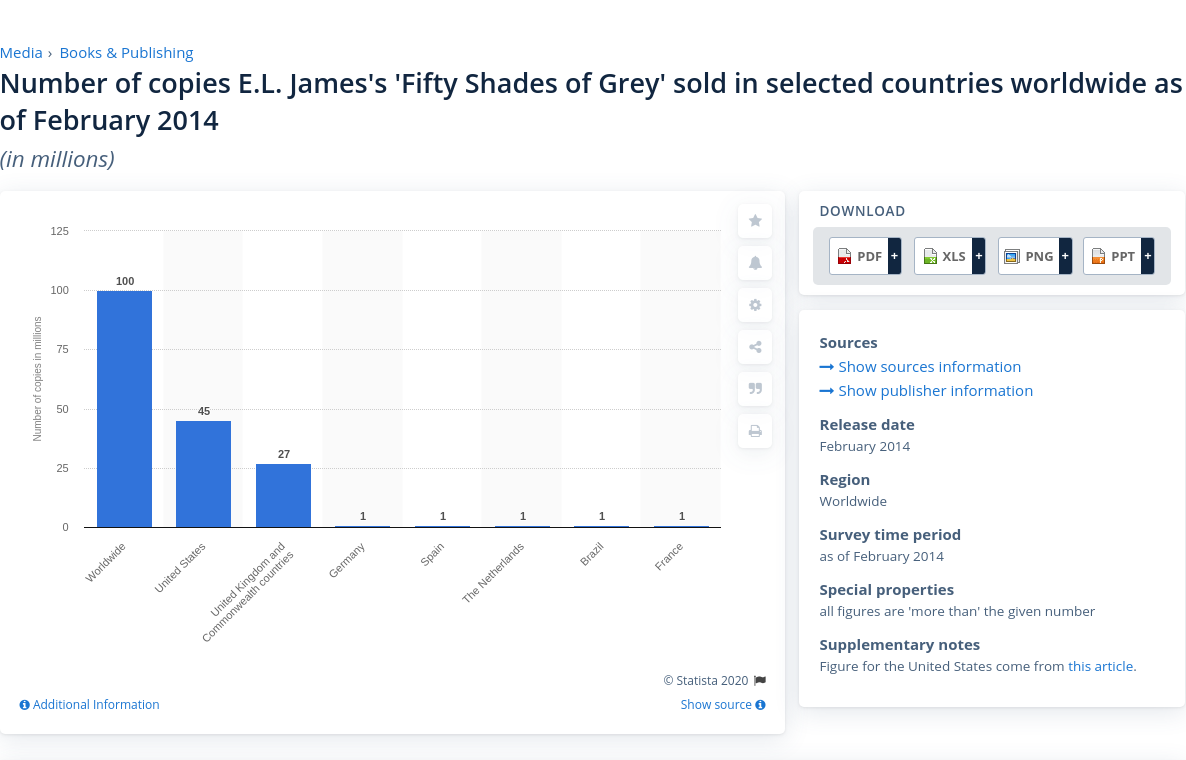 Media › Books & Publishing
Number of copies E.L. James's 'Fifty Shades of Grey' sold in selected countries worldwide as
of February 2014
(in millions)
125
100
75
50
25
0
Number of copies in millions
100
45
27
1
1
1
1
1
Worldwide
United States
United Kingdom and
Commonwealth countries
Germany
Spain
The Netherlands
Brazil
France
© Statista 2020
Additional Information
Show source
DOWNLOAD
PDF + XLS + PNG + PPT +
Sources
Show sources information
Show publisher information
Release date
February 2014
Region
Worldwide
Survey time period
as of February 2014
Special properties
all figures are 'more than' the given number
Supplementary notes
Figure for the United States come from this article.